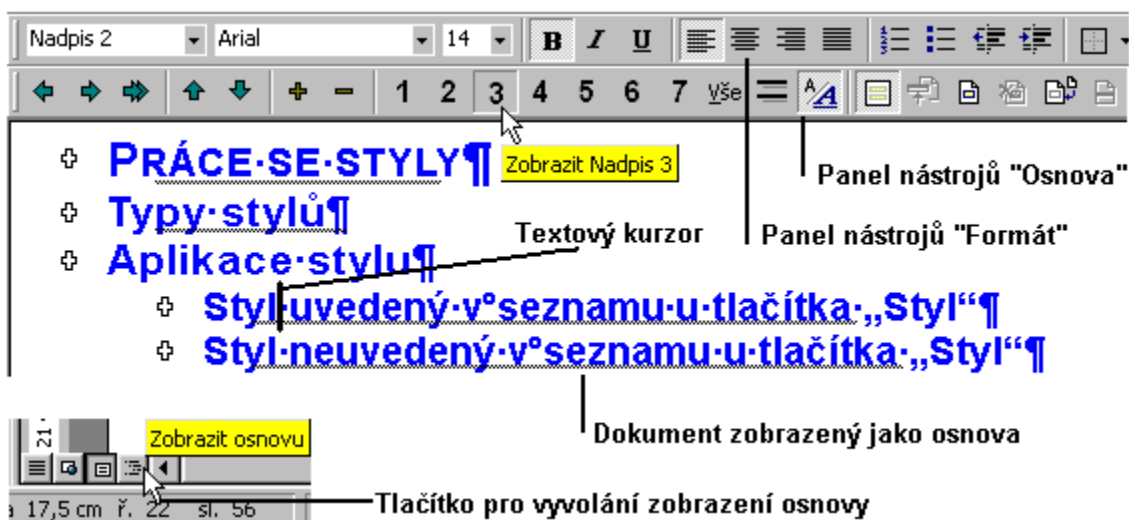 Nadpis 2 Arial 14 B I U
1 2 3 4 5 6 7 Vše A A
PRÁCE·SE·STYLY¶
Zobrazit Nadpis 3
Panel nástrojů "Osnova"
Typy·stylů¶
Textový kurzor
Panel nástrojů "Formát"
Aplikace·stylu¶
Styl·uvedený·v°seznamu·u·tlačítka·„Styl“¶
Styl·neuvedený·v°seznamu·u·tlačítka·„Styl“¶
Dokument zobrazený jako osnova
21
Zobrazit osnovu
17,5 cm ř. 22 sl. 56
Tlačítko pro vyvolání zobrazení osnovy